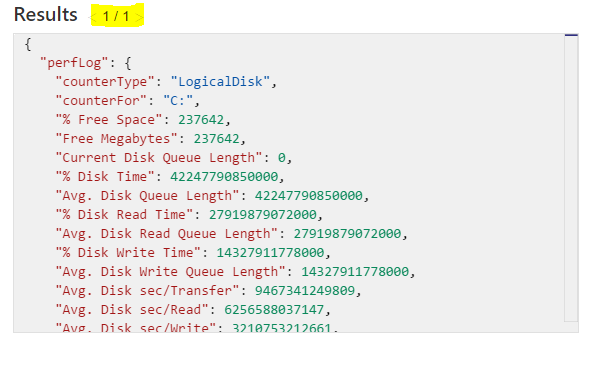 Results < 1 / 1 >
{
"perfLog": {
"counterType": "LogicalDisk",
"counterFor": "C:",
"% Free Space": 237642,
"Free Megabytes": 237642,
"Current Disk Queue Length": 0,
"% Disk Time": 42247790850000,
"Avg. Disk Queue Length": 42247790850000,
"% Disk Read Time": 27919879072000,
"Avg. Disk Read Queue Length": 27919879072000,
"% Disk Write Time": 14327911778000,
"Avg. Disk Write Queue Length": 14327911778000,
"Avg. Disk sec/Transfer": 9467341249809,
"Avg. Disk sec/Read": 6256588037147,
"Avg. Disk sec/Write": 3210753212661,